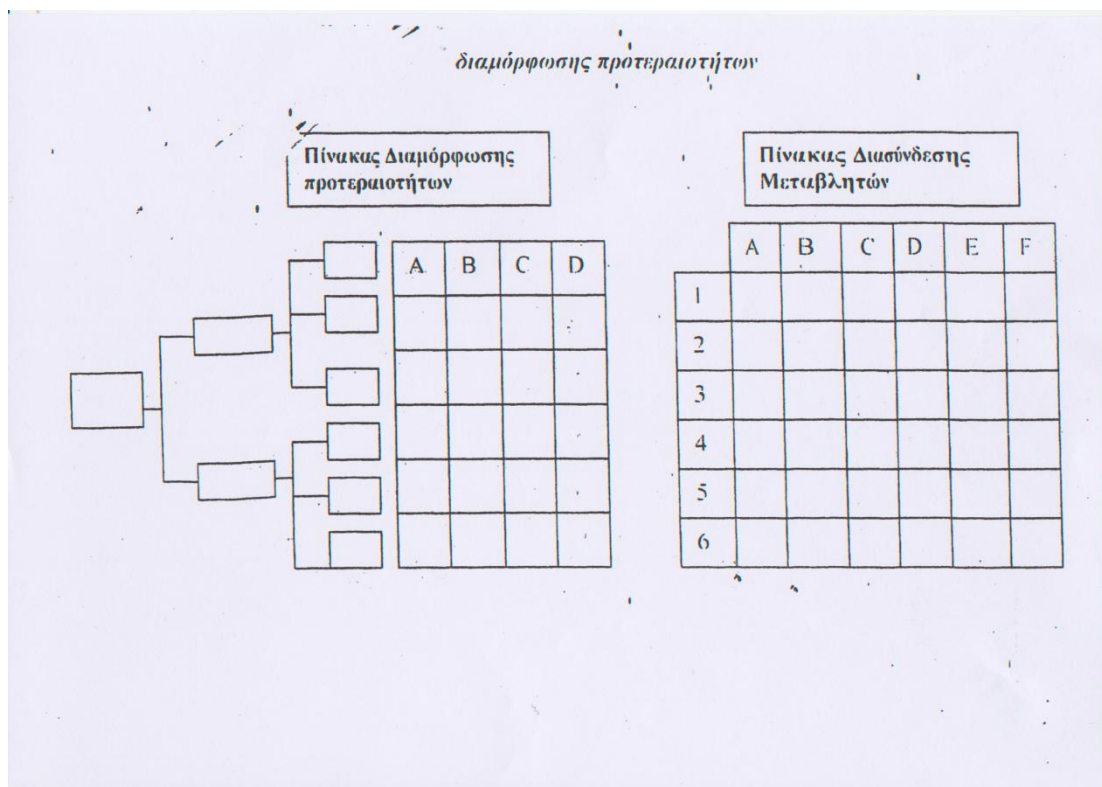 διαμόρφωσης προτεραιοτήτων
Πίνακας Διαμόρφωσης
προτεραιοτήτων
Πίνακας Διασύνδεσης
Μεταβλητών
A B C D
A B C D E F
1
2
3
4
5
6